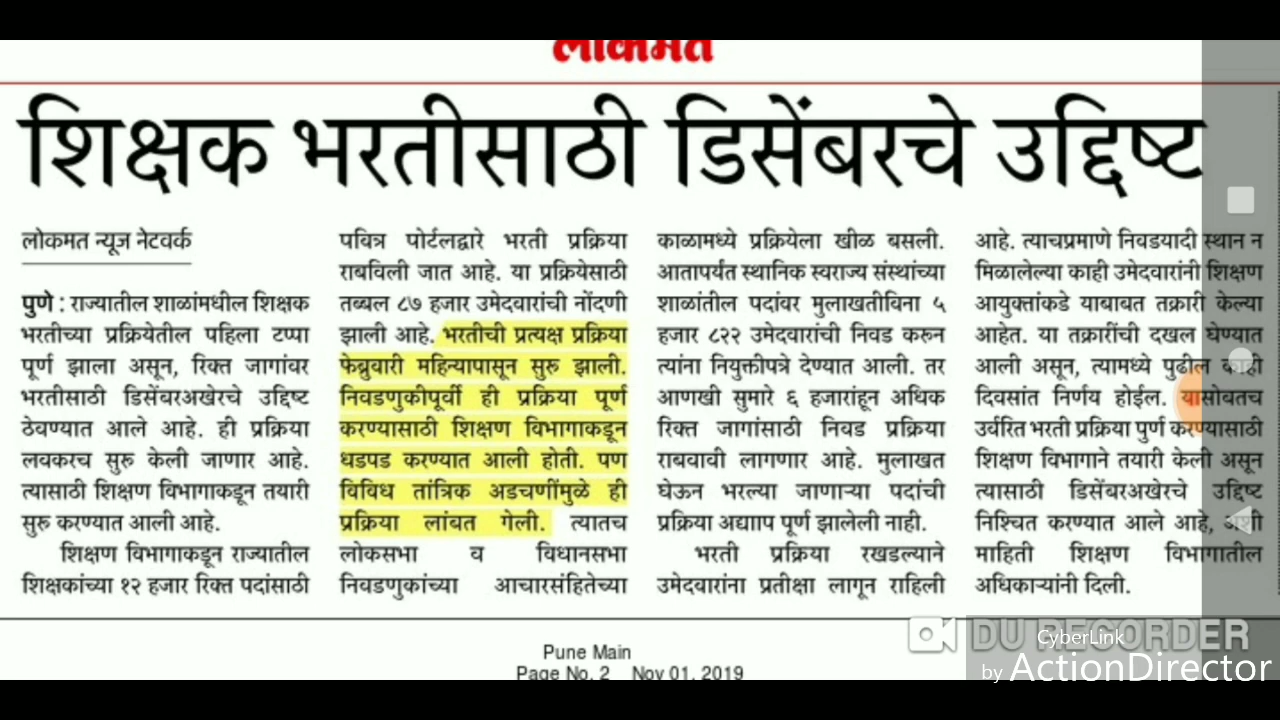 लोकमत
शिक्षक भरतीसाठी डिसेंबरचे उद्दिष्ट
लोकमत न्यूज नेटवर्क
पुणे : राज्यातील शाळांमधील शिक्षक
भरतीच्या प्रक्रियेतील पहिला टप्पा
पूर्ण झाला असून, रिक्त जागांवर
भरतीसाठी डिसेंबरअखेरचे उद्दिष्ट
ठेवण्यात आले आहे. ही प्रक्रिया
लवकरच सुरू केली जाणार आहे.
त्यासाठी शिक्षण विभागाकडून तयारी
सुरू करण्यात आली आहे.
शिक्षण विभागाकडून राज्यातील
शिक्षकांच्या १२ हजार रिक्त पदांसाठी
पवित्र पोर्टलद्वारे भरती प्रक्रिया
राबविली जात आहे. या प्रक्रियेसाठी
तब्बल ८७ हजार उमेदवारांची नोंदणी
झाली आहे. भरतीची प्रत्यक्ष प्रक्रिया
फेब्रुवारी महिन्यापासून सुरू झाली.
निवडणुकीपूर्वी ही प्रक्रिया पूर्ण
करण्यासाठी शिक्षण विभागाकडून
धडपड करण्यात आली होती. पण
विविध तांत्रिक अडचणींमुळे ही
प्रक्रिया लांबत गेली. त्यातच
लोकसभा व विधानसभा
निवडणुकांच्या आचारसंहितेच्या
काळामध्ये प्रक्रियेला खीळ बसली.
आतापर्यंत स्थानिक स्वराज्य संस्थांच्या
शाळांतील पदांवर मुलाखतीविना ५
हजार ८२२ उमेदवारांची निवड करून
त्यांना नियुक्तीपत्रे देण्यात आली. तर
आणखी सुमारे ६ हजारांहून अधिक
रिक्त जागांसाठी निवड प्रक्रिया
राबवावी लागणार आहे. मुलाखत
घेऊन भरल्या जाणाऱ्या पदांची
प्रक्रिया अद्याप पूर्ण झालेली नाही.
भरती प्रक्रिया रखडल्याने
उमेदवारांना प्रतीक्षा लागून राहिली
आहे. त्याचप्रमाणे निवडयादी स्थान न
मिळालेल्या काही उमेदवारांनी शिक्षण
आयुक्तांकडे याबाबत तक्रारी केल्या
आहेत. या तक्रारींची दखल घेण्यात
आली असून, त्यामध्ये पुढील काही
दिवसांत निर्णय होईल. यासोबतच
उर्वरित भरती प्रक्रिया पुर्ण करण्यासाठी
शिक्षण विभागाने तयारी केली असून
त्यासाठी डिसेंबरअखेरचे उद्दिष्ट
निश्चित करण्यात आले आहे, अशी
माहिती शिक्षण विभागातील
अधिकाऱ्यांनी दिली.
Pune Main
Page No. 2 Nov 01, 2019
DU RECORDER
CyberLink
by ActionDirector